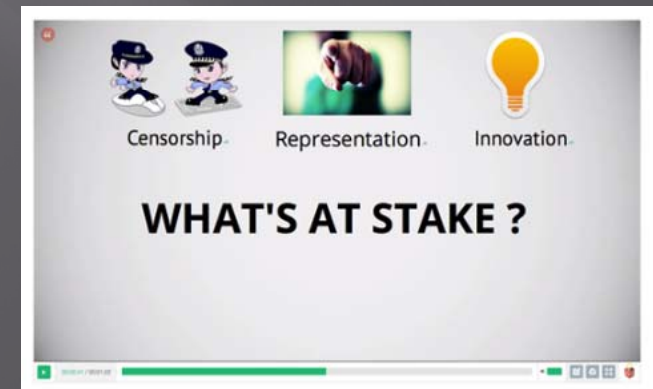 Censorship
Representation
Innovation
WHAT'S AT STAKE ?